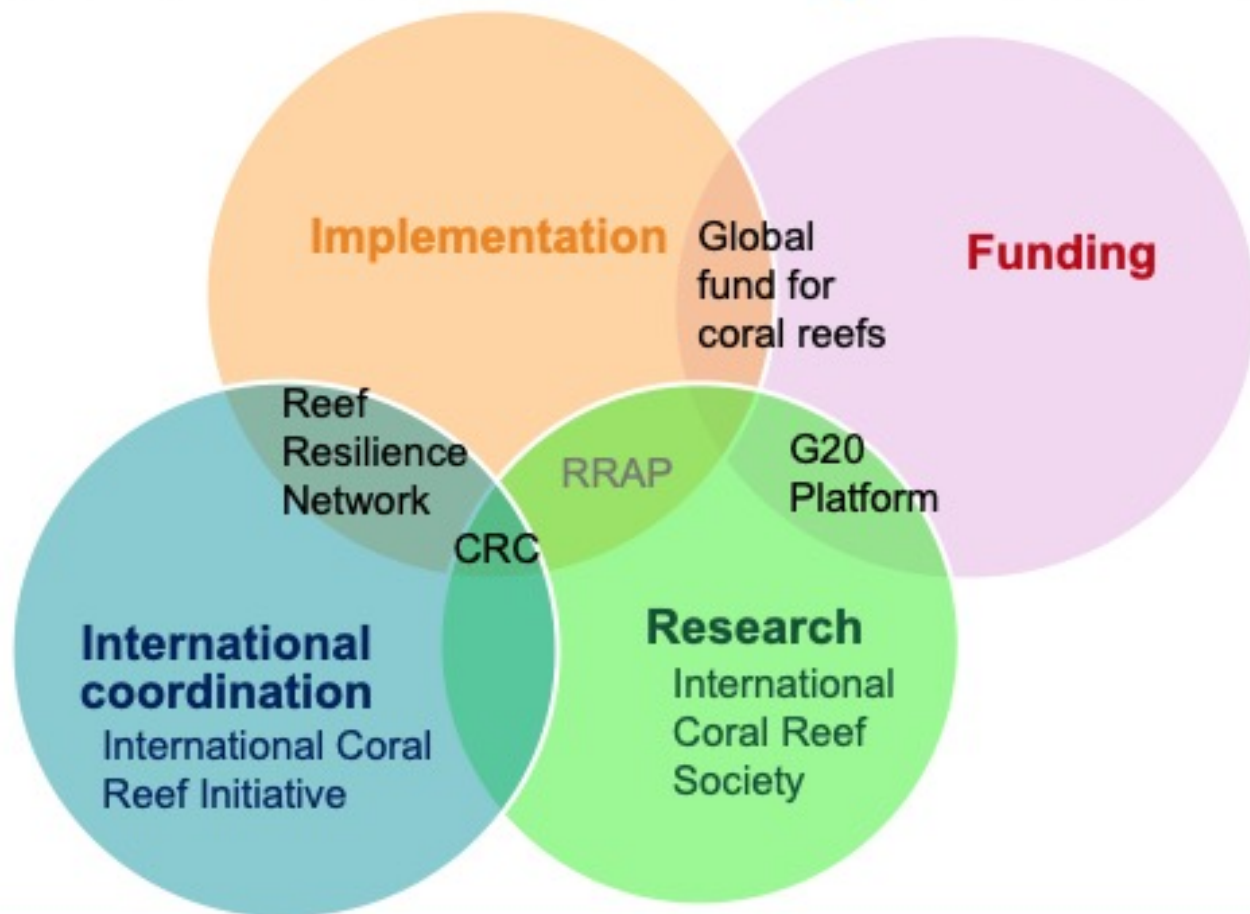 Implementation
Global
fund for
coral reefs
Funding
Reef
Resilience
Network
RRAP
G20
Platform
CRC
International
coordination
International Coral
Reef Initiative
Research
International
Coral Reef
Society